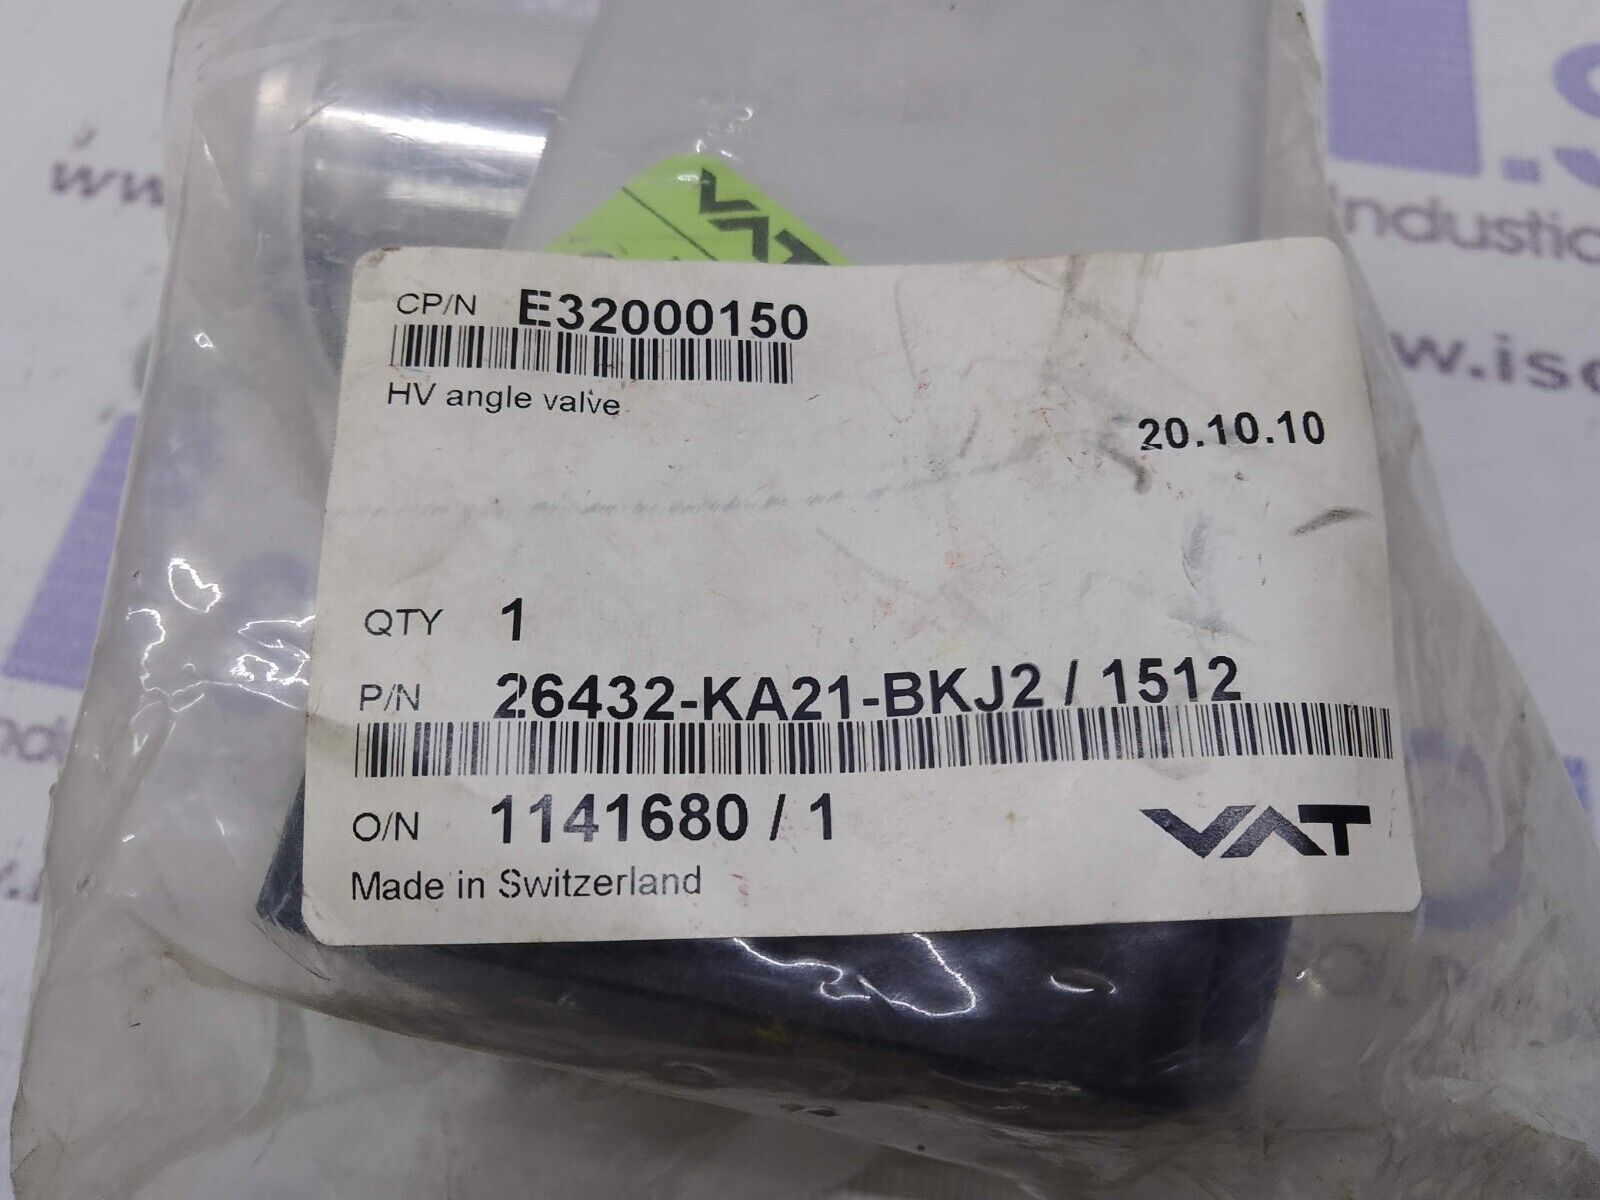 VAT
CP/N E32000150
HV angle valve
20.10.10
QTY 1
P/N 26432-KA21-BKJ2 / 1512
O/N 1141680 / 1
VAT
Made in Switzerland